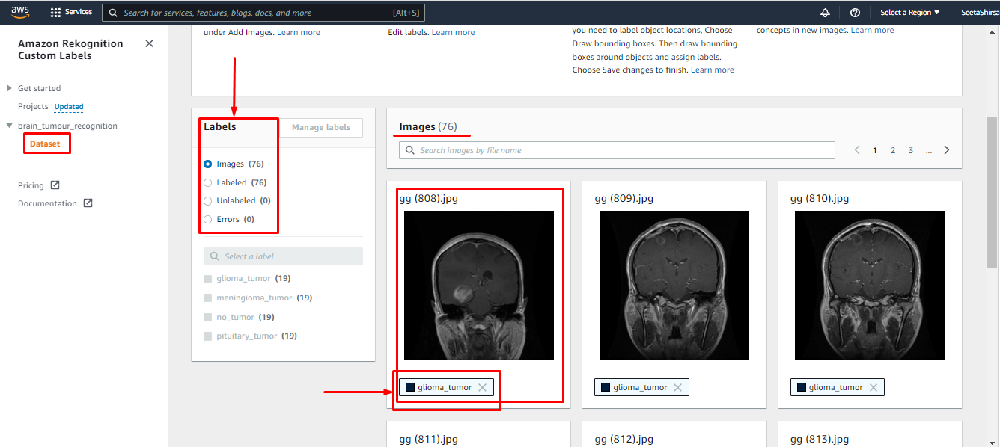 aws
Services
Search for services, features, blogs, docs, and more
[Alt+S]
Select a Region ▼
SeetaShirsa
Amazon Rekognition
Custom Labels
Get started
Projects Updated
brain_tumour_recognition
Dataset
Pricing
Documentation
under Add Images. Learn more
Edit labels. Learn more
you need to label object locations, Choose
Draw bounding boxes. Then draw bounding
boxes around objects and assign labels.
Choose Save changes to finish. Learn more
concepts in new images. Learn more
Labels
Manage labels
Images (76)
Labeled (76)
Unlabeled (0)
Errors (0)
Select a label
glioma_tumor (19)
meningioma_tumor (19)
no_tumor (19)
pituitary_tumor (19)
Images (76)
Search images by file name
1 2 3 ...
gg (808).jpg
gg (809).jpg
gg (810).jpg
glioma_tumor
glioma_tumor
glioma_tumor
gg (811).jpg
gg (812).jpg
gg (813).jpg